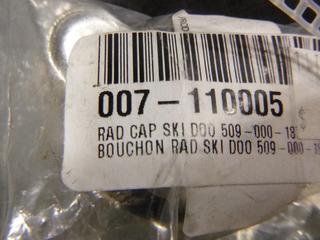 007-110005
RAD CAP SKI DOO 509-000-18
BOUCHON RAD SKI DOO 509-000-1